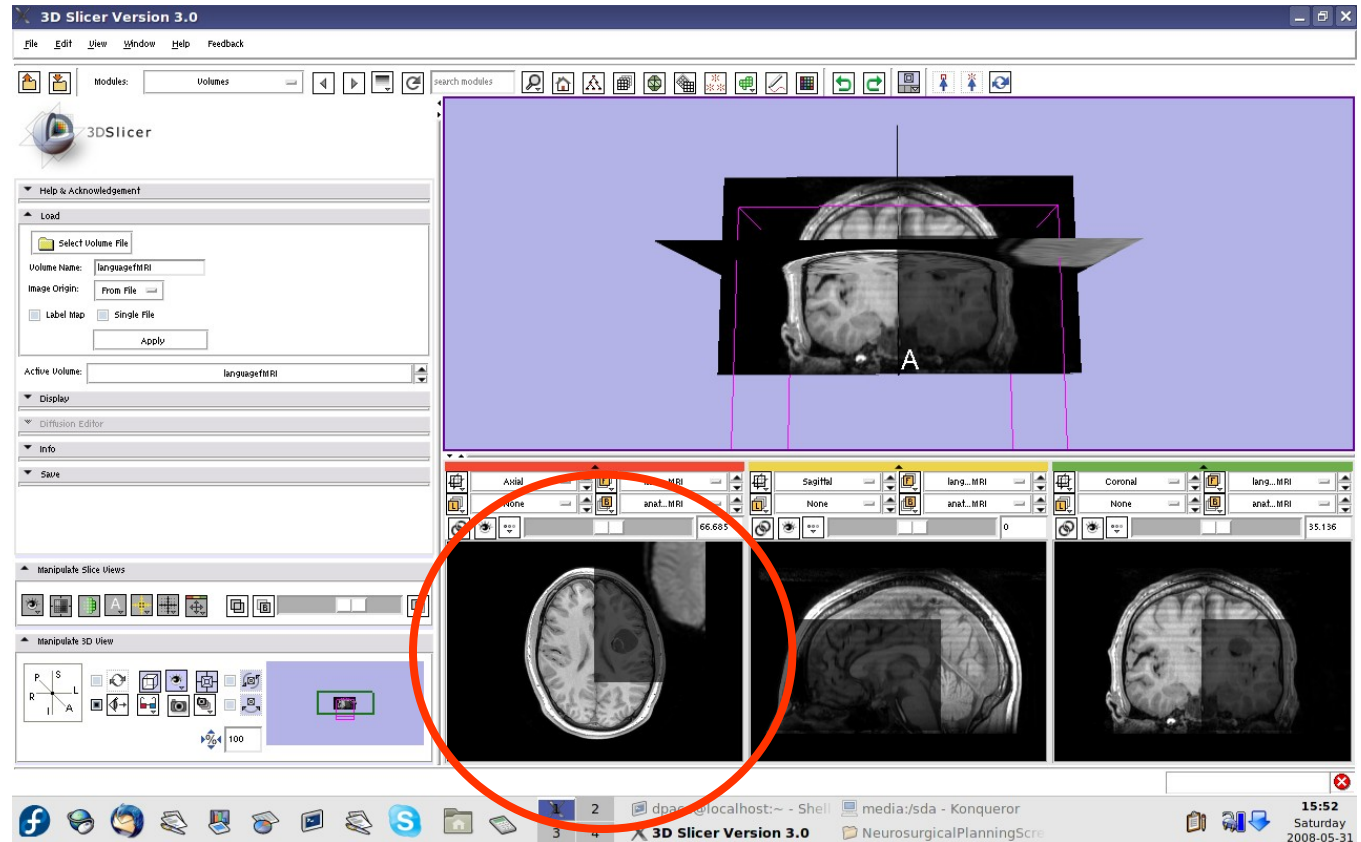 3D Slicer Version 3.0
File Edit View Window Help Feedback
Modules: Volumes search modules
3DSlicer
Help & Acknowledgement
Load
Select Volume File
Volume Name: languagefMRI
Image Origin: From File
Label Map Single File
Apply
Active Volume: languagefMRI
Display
Diffusion Editor
Info
Save
Manipulate Slice Views
A
B
Manipulate 3D View
P S
R L
I A
% 100
A
Axial F MRI
L None B anat...MRI
66.685
Sagittal F lang...MRI
L None B anat...MRI
0
Coronal F lang...MRI
L None B anat...MRI
35.136
1 2
3 4
dpace@localhost:~ - Shell
media:/sda - Konqueror
3D Slicer Version 3.0
NeurosurgicalPlanningScre
15:52
Saturday
2008-05-31